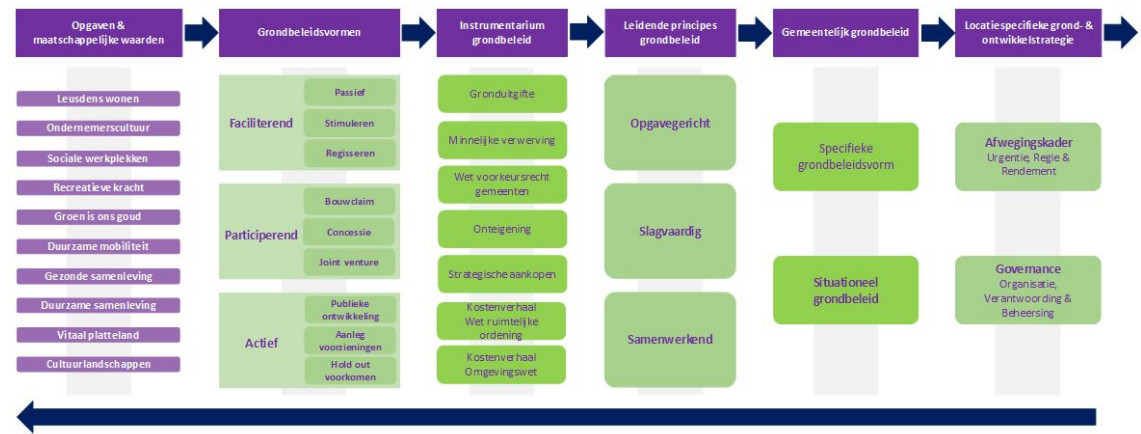 Opgaven &
maatschappelijke waarden
Grondbeleidsvormen
Instrumentarium
grondbeleid
Leidende principes
grondbeleid
Gemeentelijk grondbeleid
Locatiespecifieke grond- &
ontwikkelstrategie
Leusdens wonen
Ondernemerscultuur
Sociale werkplekken
Recreatieve kracht
Groen is ons goud
Duurzame mobiliteit
Gezonde samenleving
Duurzame samenleving
Vitaal platteland
Cultuurlandschappen
Faciliterend
Passief
Stimuleren
Regisseren
Participerend
Bouwclaim
Concessie
Joint venture
Actief
Publieke
ontwikkeling
Aanleg
voorzieningen
Hold out
voorkomen
Gronduitgifte
Minnelijke verwerving
Wet voorkeursrecht
gemeenten
Onteigening
Strategische aankopen
Kostenverhaal
Wet ruimtelijke
ordening
Kostenverhaal
Omgevingswet
Opgavegericht
Slagvaardig
Samenwerkend
Specifieke
grondbeleidsvorm
Situationeel
grondbeleid
Afwegingskader
Urgentie, Regie &
Rendement
Governance
Organisatie,
Verantwoording &
Beheersing